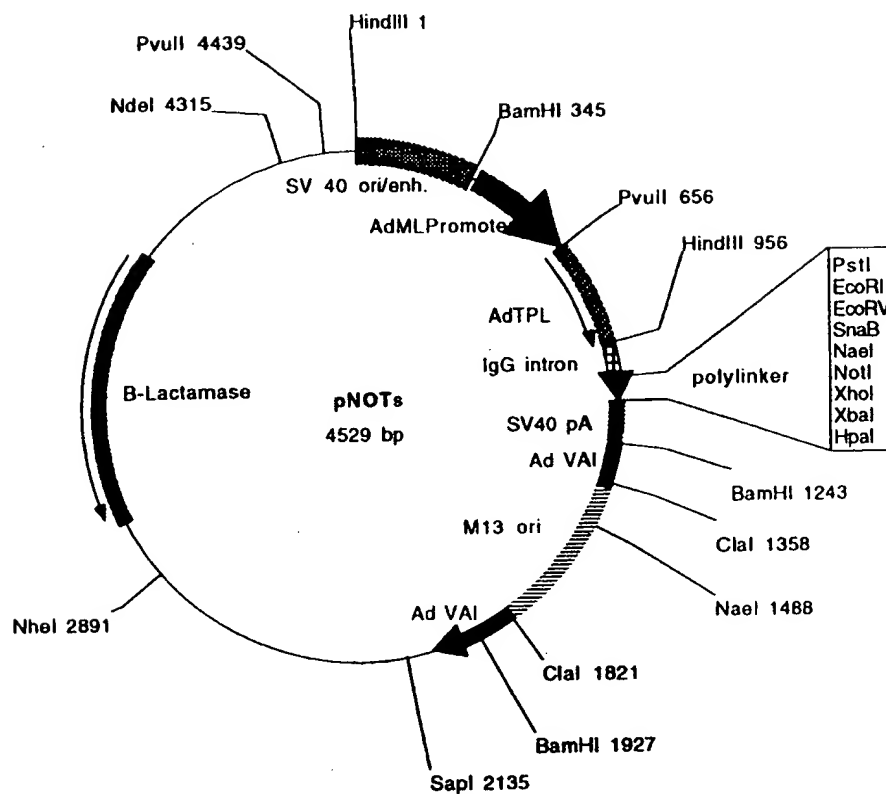 HindIII 1
PvuII 4439
NdeI 4315
BamHI 345
SV 40 ori/enh.
AdMLPromoter
PvuII 656
HindIII 956
PstI
EcoRI
EcoRV
SnaB
NaeI
NotI
XhoI
XbaI
HpaI
AdTPL
IgG intron
polylinker
B-Lactamase
pNOTs
4529 bp
SV40 pA
Ad VAI
BamHI 1243
M13 ori
ClaI 1358
NaeI 1488
NheI 2891
Ad VAI
ClaI 1821
BamHI 1927
SapI 2135